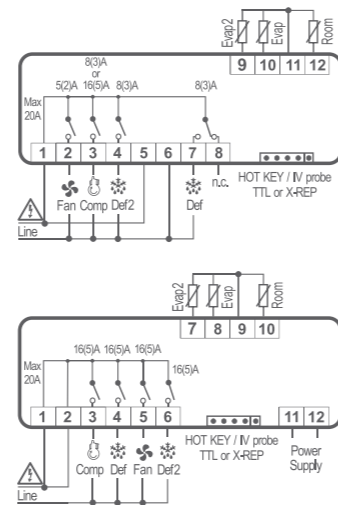 Evap2 Evap Room
9 10 11 12
8(3)A
or
5(2)A 16(5)A 8(3)A 8(3)A
Max
20A
1 2 3 4 5 6 7 8
n.c. HOT KEY / IV probe
TTL or X-REP
Fan Comp Def2 Def
Line
Evap2 Evap Room
7 8 9 10
16(5)A 16(5)A 16(5)A 16(5)A
Max
20A
1 2 3 4 5 6 11 12
HOT KEY / IV probe
TTL or X-REP
Power
Supply
Comp Def Fan Def2
Line